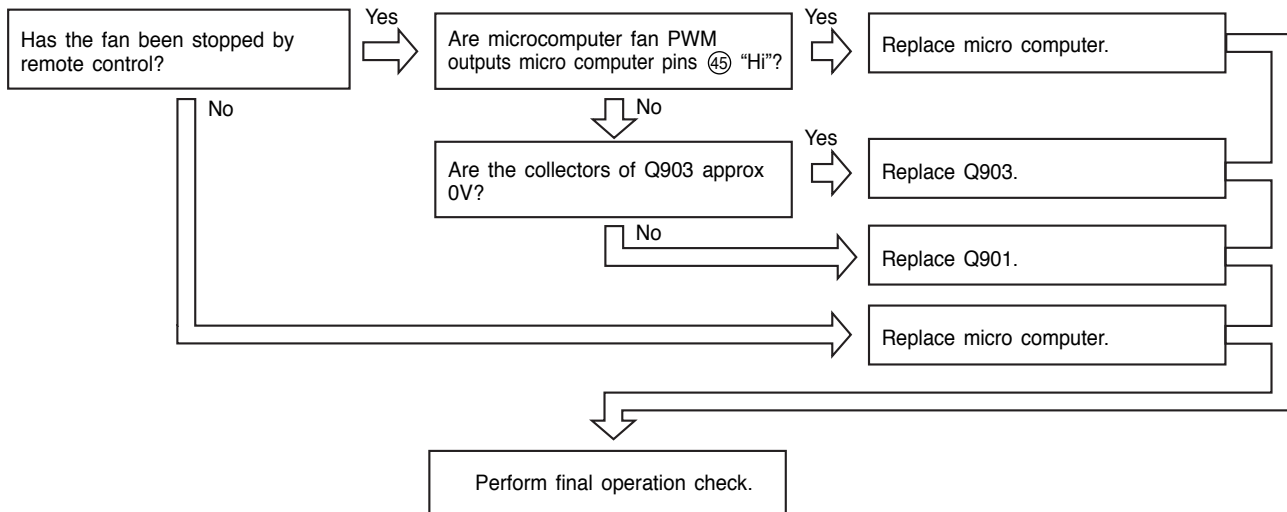 Has the fan been stopped by
remote control?
Yes
Are microcomputer fan PWM
outputs micro computer pins ㊺ “Hi”?
Yes
Replace micro computer.
No
No
Are the collectors of Q903 approx
0V?
Yes
Replace Q903.
No
Replace Q901.
Replace micro computer.
Perform final operation check.